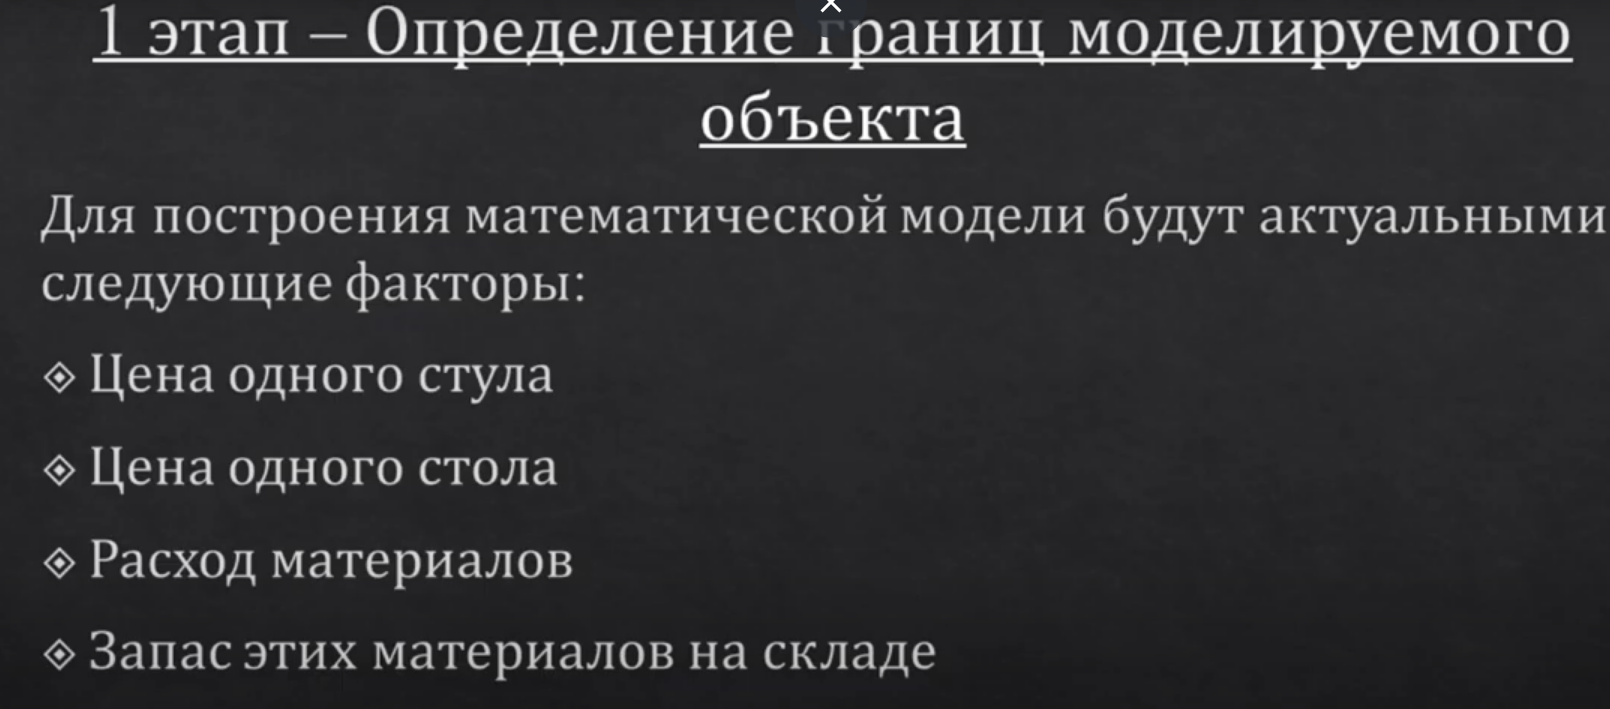 1 этап – Определение границ моделируемого
объекта
Для построения математической модели будут актуальными
следующие факторы:
Цена одного стула
Цена одного стола
Расход материалов
Запас этих материалов на складе